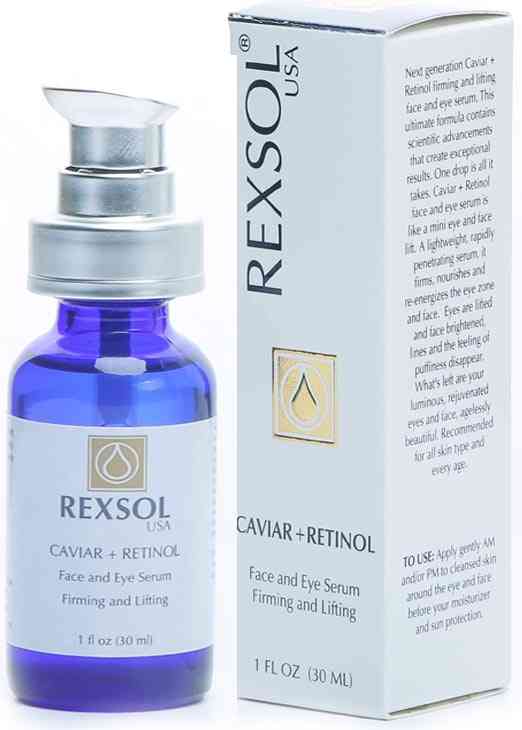 REXSOL
USA
CAVIAR + RETINOL
Face and Eye Serum
Firming and Lifting
1 fl oz (30 ml)
REXSOL®
USA
CAVIAR+RETINOL
Face and Eye Serum
Firming and Lifting
1 FL OZ (30 ML)
Next generation Caviar +
Retinol firming and lifting
face and eye serum. This
ultimate formula contains
scientific advancements
that create exceptional
results. One drop is all it
takes. Caviar + Retinol
face and eye serum is
like a mini eye and face
lift. A lightweight, rapidly
penetrating serum, it
firms, nourishes and
re-energizes the eye zone
and face. Eyes are lifted
and face brightened,
lines and the feeling of
puffiness disappear.
What's left are your
luminous, rejuvenated
eyes and face, agelessly
beautiful. Recommended
for all skin type and
every age.
TO USE: Apply gently AM
and/or PM to cleansed skin
around the eye and face
before your moisturizer
and sun protection.